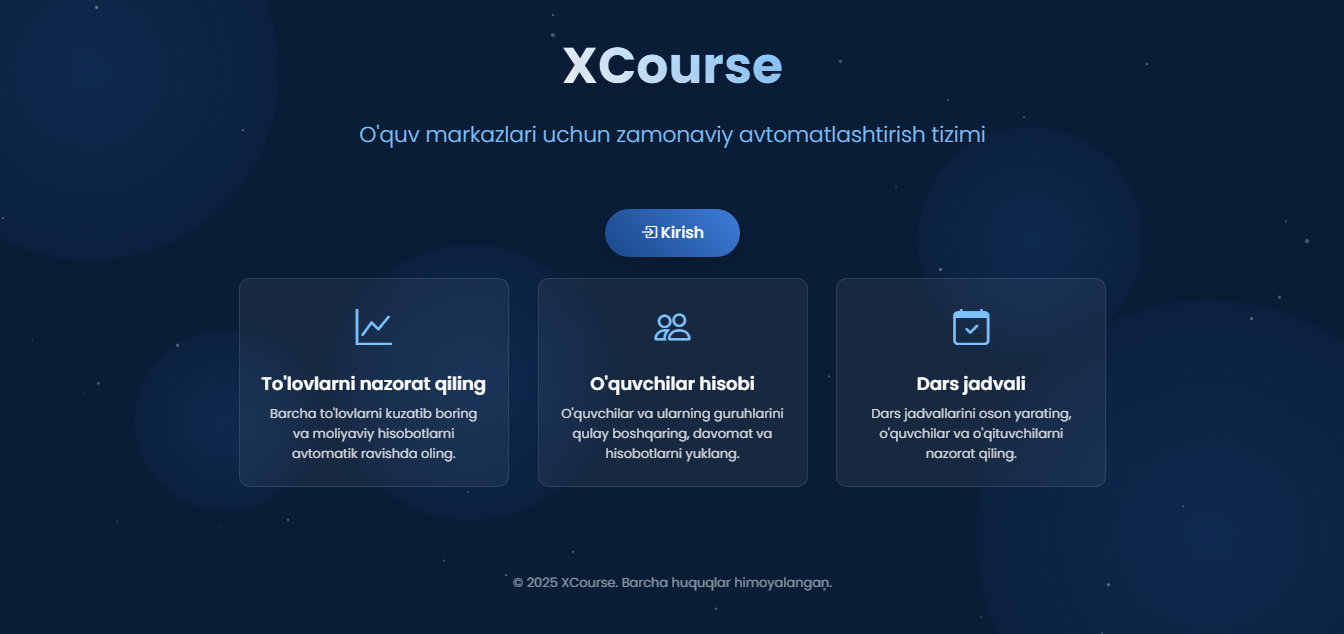 XCourse
O'quv markazlari uchun zamonaviy avtomatlashtirish tizimi
Kirish
To'lovlarni nazorat qiling
Barcha to'lovlarni kuzatib boring
va moliyaviy hisobotlarni
avtomatik ravishda oling.
O'quvchilar hisobi
O'quvchilar va ularning guruhlarini
qulay boshqaring, davomat va
hisobotlarni yuklang.
Dars jadvali
Dars jadvallarini oson yarating,
o'quvchilar va o'qituvchilarni
nazorat qiling.
© 2025 XCourse. Barcha huquqlar himoyalangan.